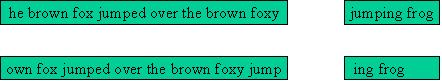 he brown fox jumped over the brown foxy jumping frog
own fox jumped over the brown foxy jump ing frog